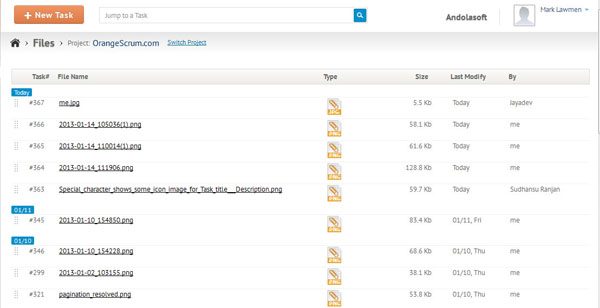 + New Task
Jump to a Task
Andolasoft
Mark Lawmen
Files Project: OrangeScrum.com Switch Project
Task# File Name Type Size Last Modify By
Today
#367 me.jpg JPG 5.5 Kb Today Jayadev
#366 2013-01-14_105036(1).png PNG 58.1 Kb Today me
#365 2013-01-14_110014(1).png PNG 61.6 Kb Today me
#364 2013-01-14_111906.png PNG 128.8 Kb Today me
#363 Special_character_shows_some_icon_image_for_Task_title__Description.png PNG 59.7 Kb Today Sudhansu Ranjan
01/11
#345 2013-01-10_154850.png PNG 83.4 Kb 01/11, Fri me
01/10
#346 2013-01-10_154228.png PNG 68.6 Kb 01/10, Thu me
#299 2013-01-02_103155.png PNG 38.1 Kb 01/10, Thu me
#321 pagination_resolved.png PNG 53.8 Kb 01/10, Thu me